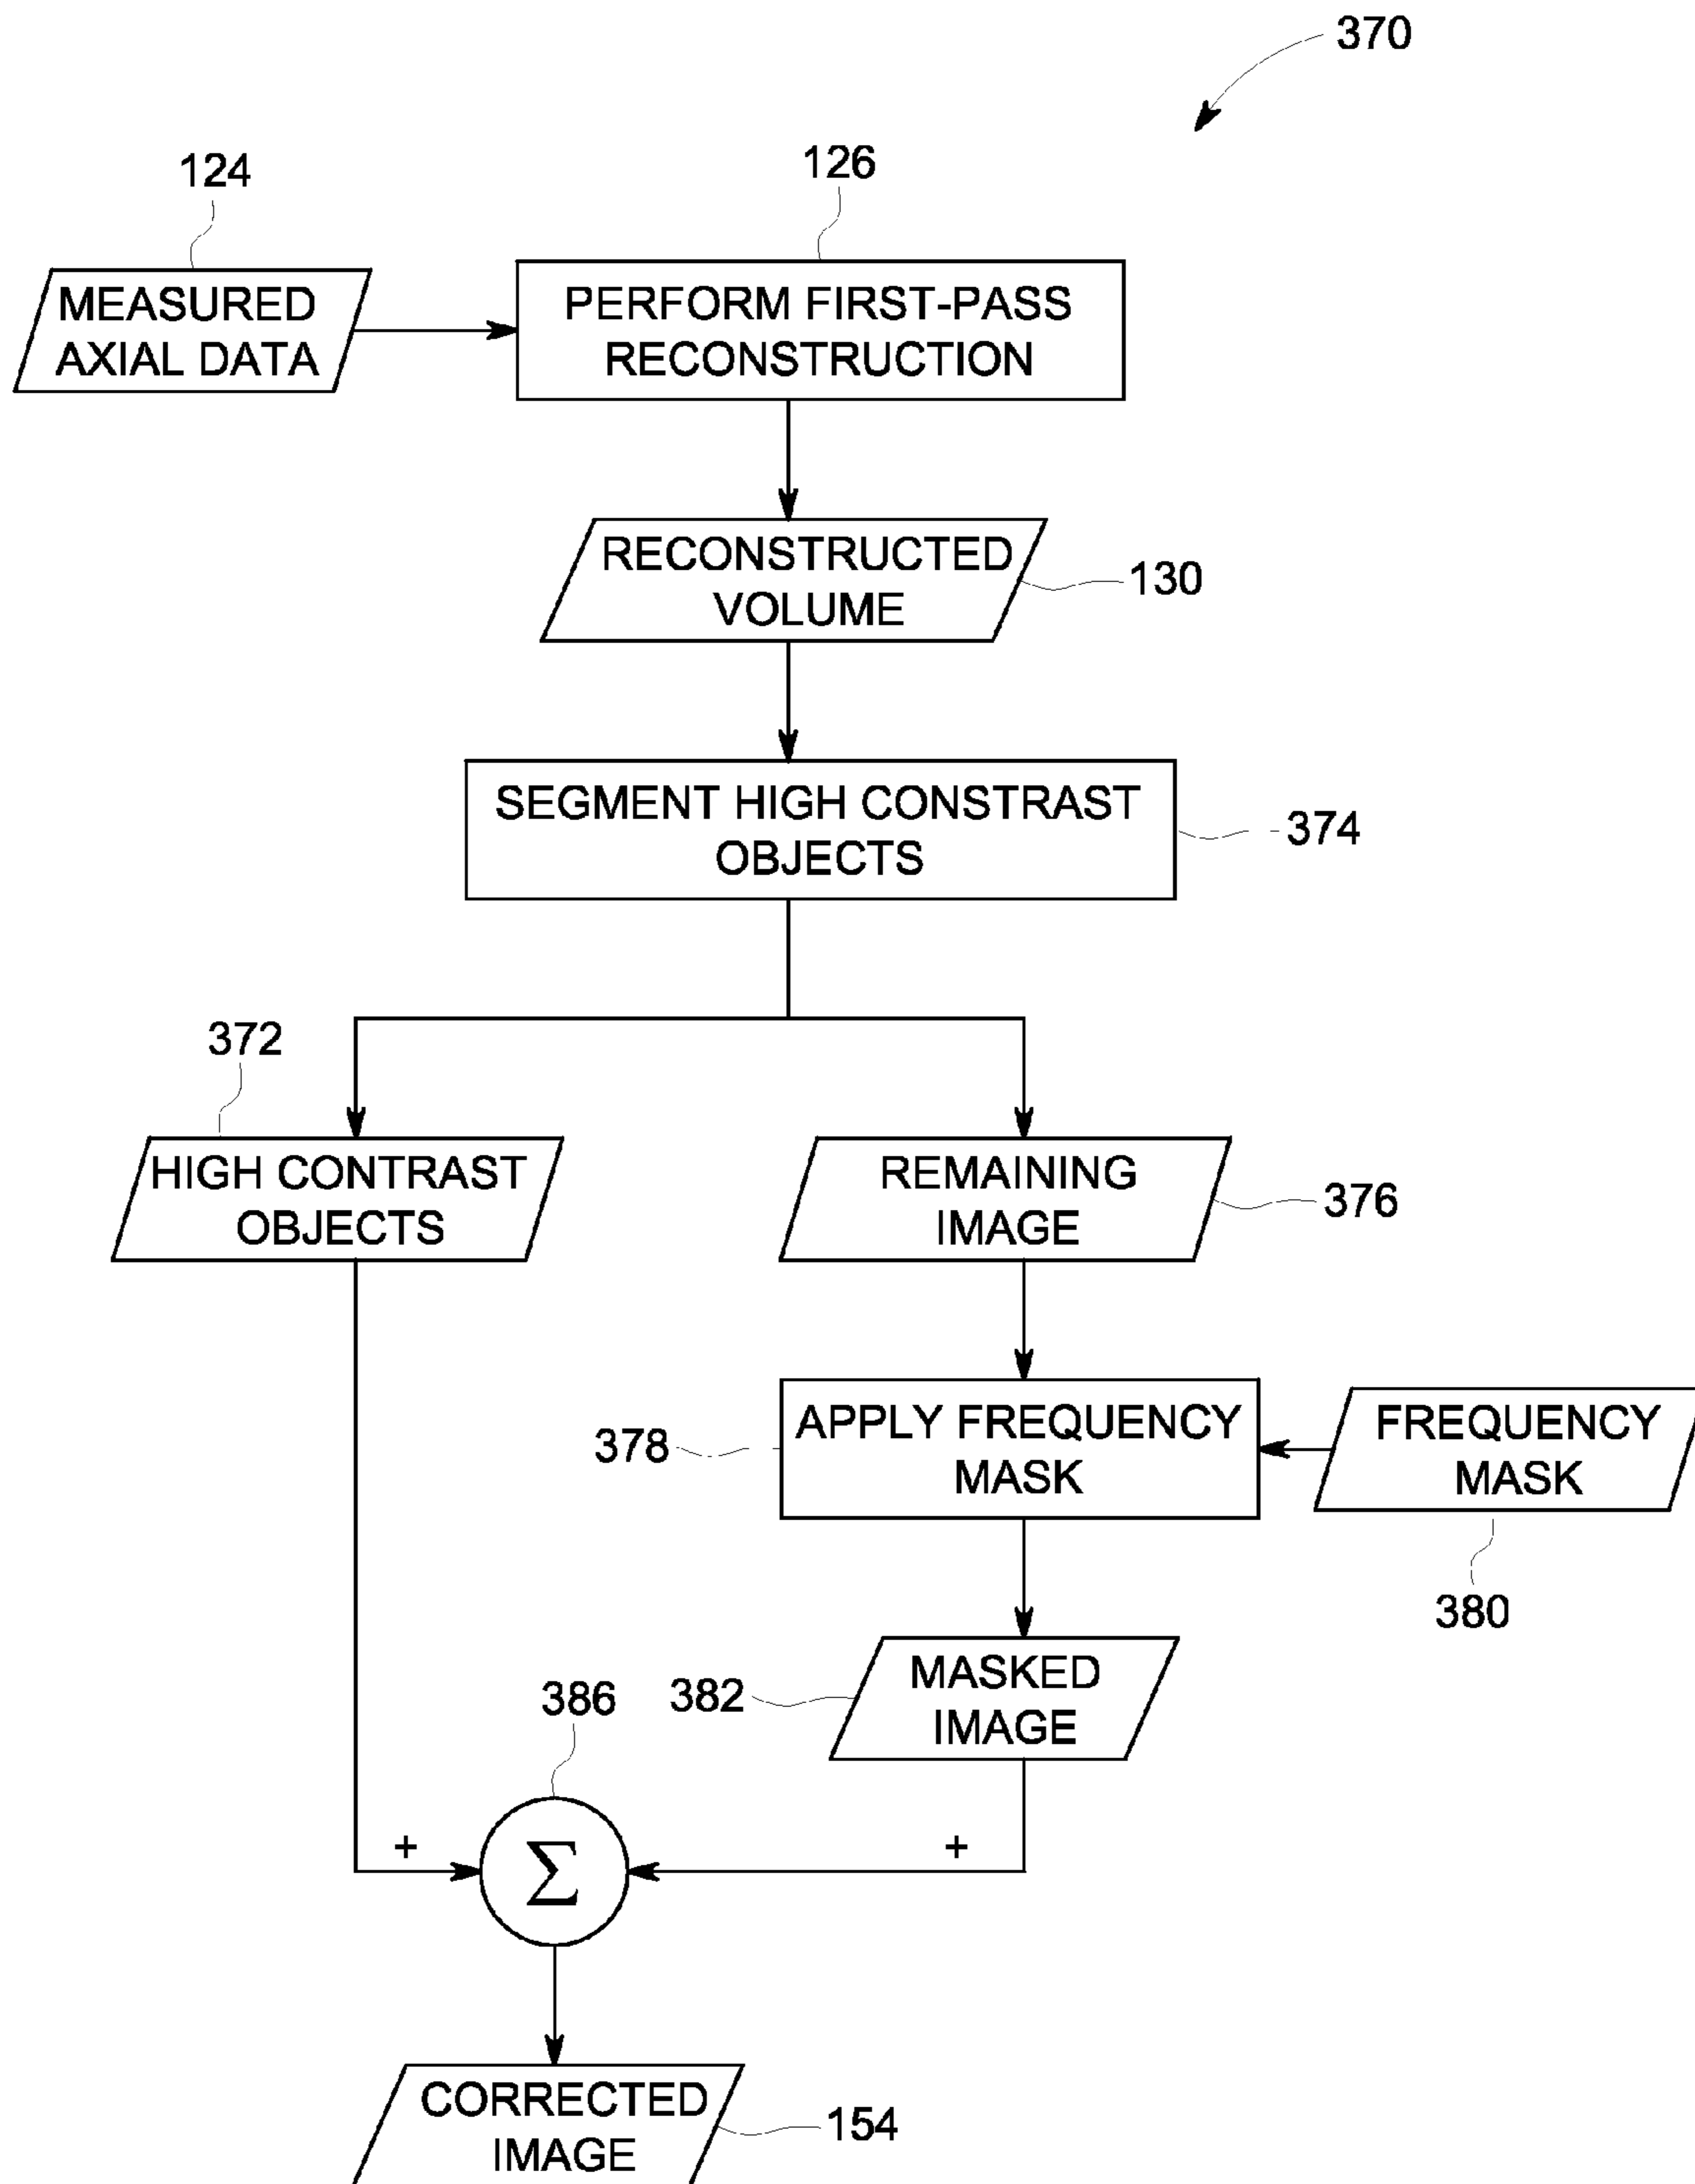 370
124
126
MEASURED
AXIAL DATA
PERFORM FIRST-PASS
RECONSTRUCTION
RECONSTRUCTED
VOLUME
130
SEGMENT HIGH CONSTRAST
OBJECTS
374
372
HIGH CONTRAST
OBJECTS
REMAINING
IMAGE
376
378
APPLY FREQUENCY
MASK
FREQUENCY
MASK
380
382
MASKED
IMAGE
386
+
Σ
+
CORRECTED
IMAGE
154